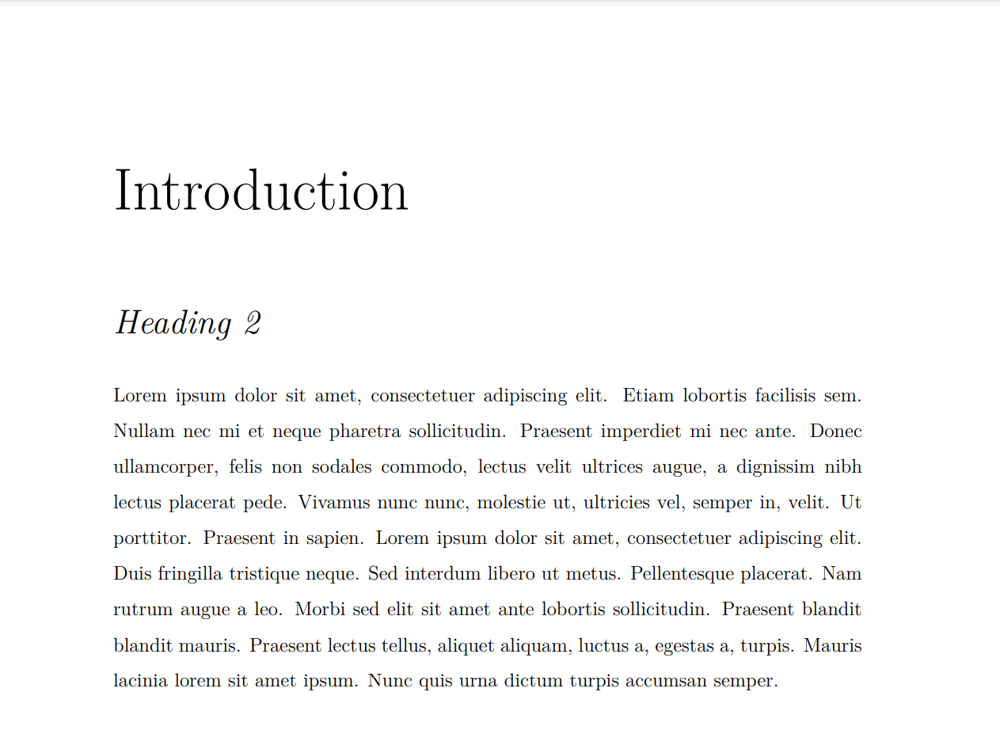 Introduction
Heading 2
Lorem ipsum dolor sit amet, consectetuer adipiscing elit. Etiam lobortis facilisis sem.
Nullam nec mi et neque pharetra sollicitudin. Praesent imperdiet mi nec ante. Donec
ullamcorper, felis non sodales commodo, lectus velit ultrices augue, a dignissim nibh
lectus placerat pede. Vivamus nunc nunc, molestie ut, ultricies vel, semper in, velit. Ut
porttitor. Praesent in sapien. Lorem ipsum dolor sit amet, consectetuer adipiscing elit.
Duis fringilla tristique neque. Sed interdum libero ut metus. Pellentesque placerat. Nam
rutrum augue a leo. Morbi sed elit sit amet ante lobortis sollicitudin. Praesent blandit
blandit mauris. Praesent lectus tellus, aliquet aliquam, luctus a, egestas a, turpis. Mauris
lacinia lorem sit amet ipsum. Nunc quis urna dictum turpis accumsan semper.